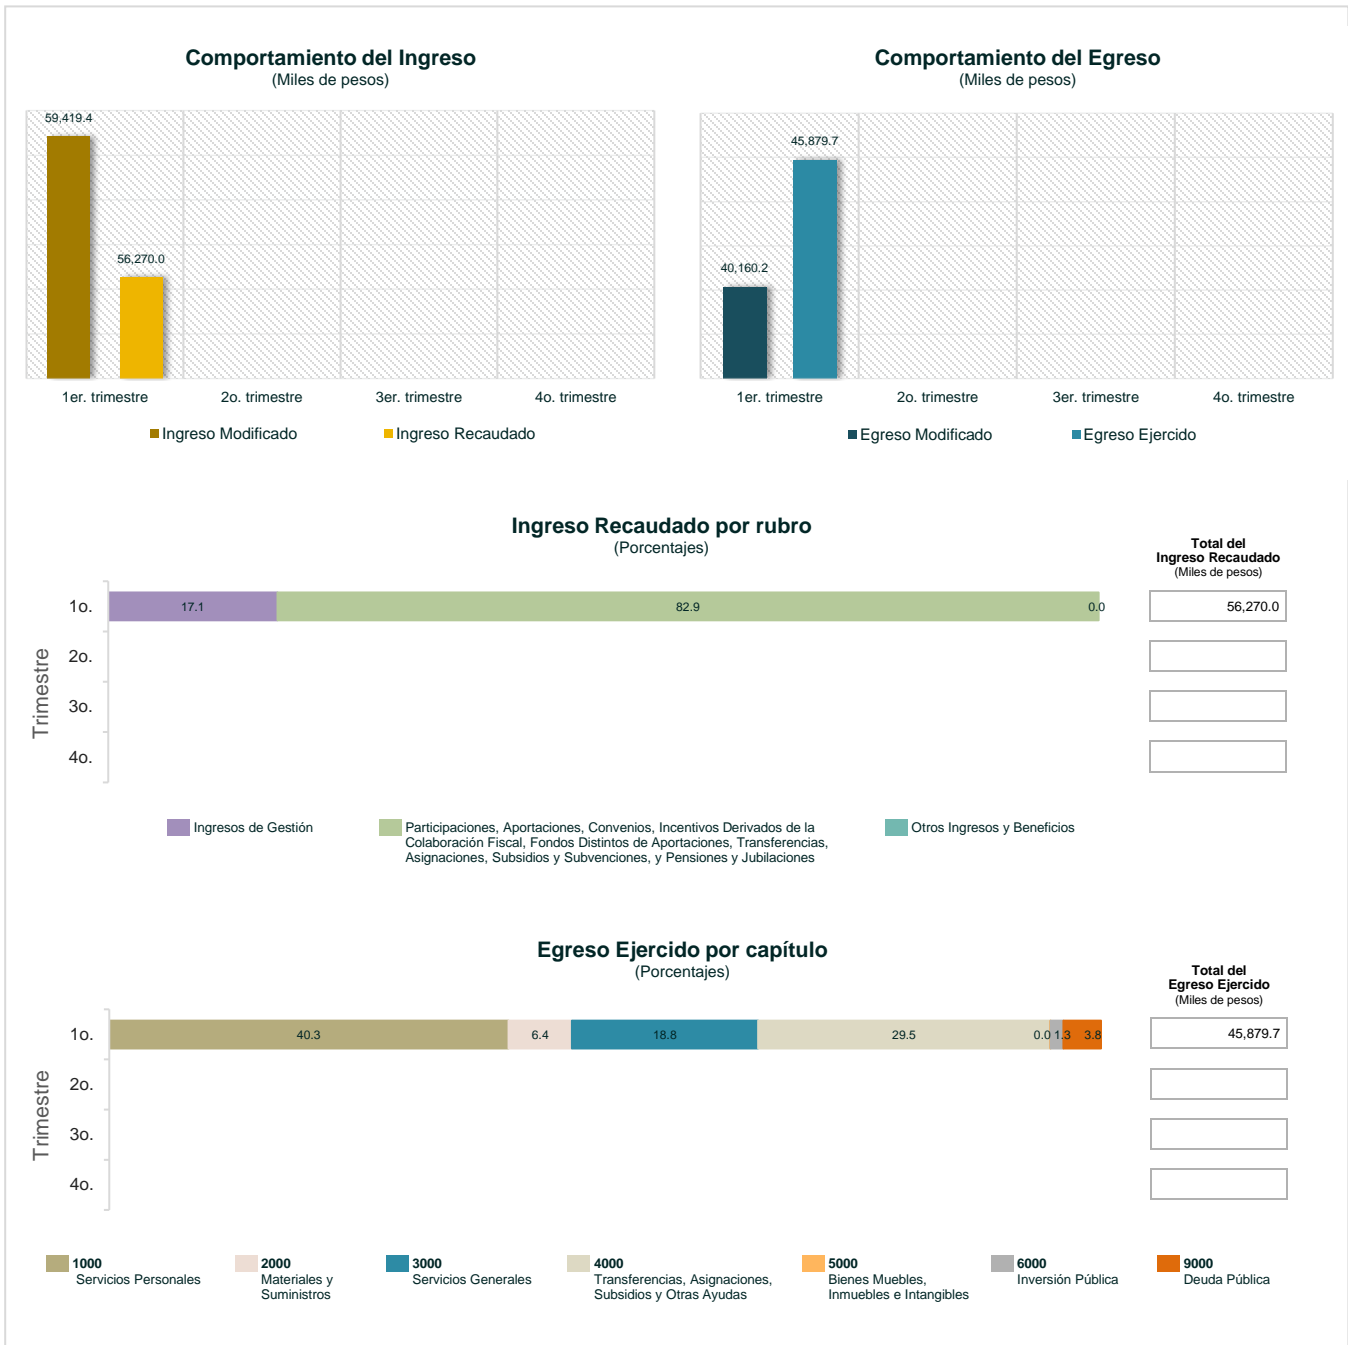 Comportamiento del Ingreso
(Miles de pesos)
59,419.4
56,270.0
1er. trimestre
2o. trimestre
3er. trimestre
4o. trimestre
Ingreso Modificado
Ingreso Recaudado
Comportamiento del Egreso
(Miles de pesos)
45,879.7
40,160.2
1er. trimestre
2o. trimestre
3er. trimestre
4o. trimestre
Egreso Modificado
Egreso Ejercido
Ingreso Recaudado por rubro
(Porcentajes)
Total del
Ingreso Recaudado
(Miles de pesos)
Trimestre
1o.
17.1
82.9
0.0
56,270.0
2o.
3o.
4o.
Ingresos de Gestión
Participaciones, Aportaciones, Convenios, Incentivos Derivados de la
Colaboración Fiscal, Fondos Distintos de Aportaciones, Transferencias,
Asignaciones, Subsidios y Subvenciones, y Pensiones y Jubilaciones
Otros Ingresos y Beneficios
Egreso Ejercido por capítulo
(Porcentajes)
Total del
Egreso Ejercido
(Miles de pesos)
Trimestre
1o.
40.3
6.4
18.8
29.5
0.0
1.3
3.8
45,879.7
2o.
3o.
4o.
1000
Servicios Personales
2000
Materiales y
Suministros
3000
Servicios Generales
4000
Transferencias, Asignaciones,
Subsidios y Otras Ayudas
5000
Bienes Muebles,
Inmuebles e Intangibles
6000
Inversión Pública
9000
Deuda Pública